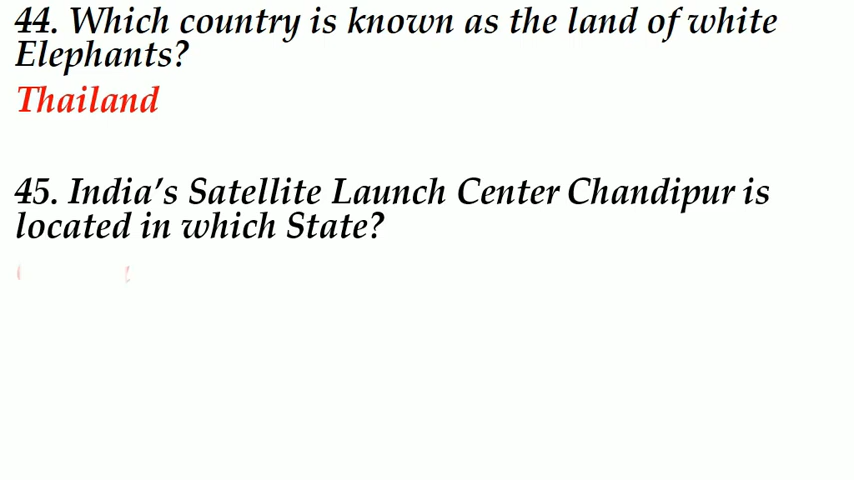 44. Which country is known as the land of white
Elephants?
Thailand
45. India's Satellite Launch Center Chandipur is
located in which State?